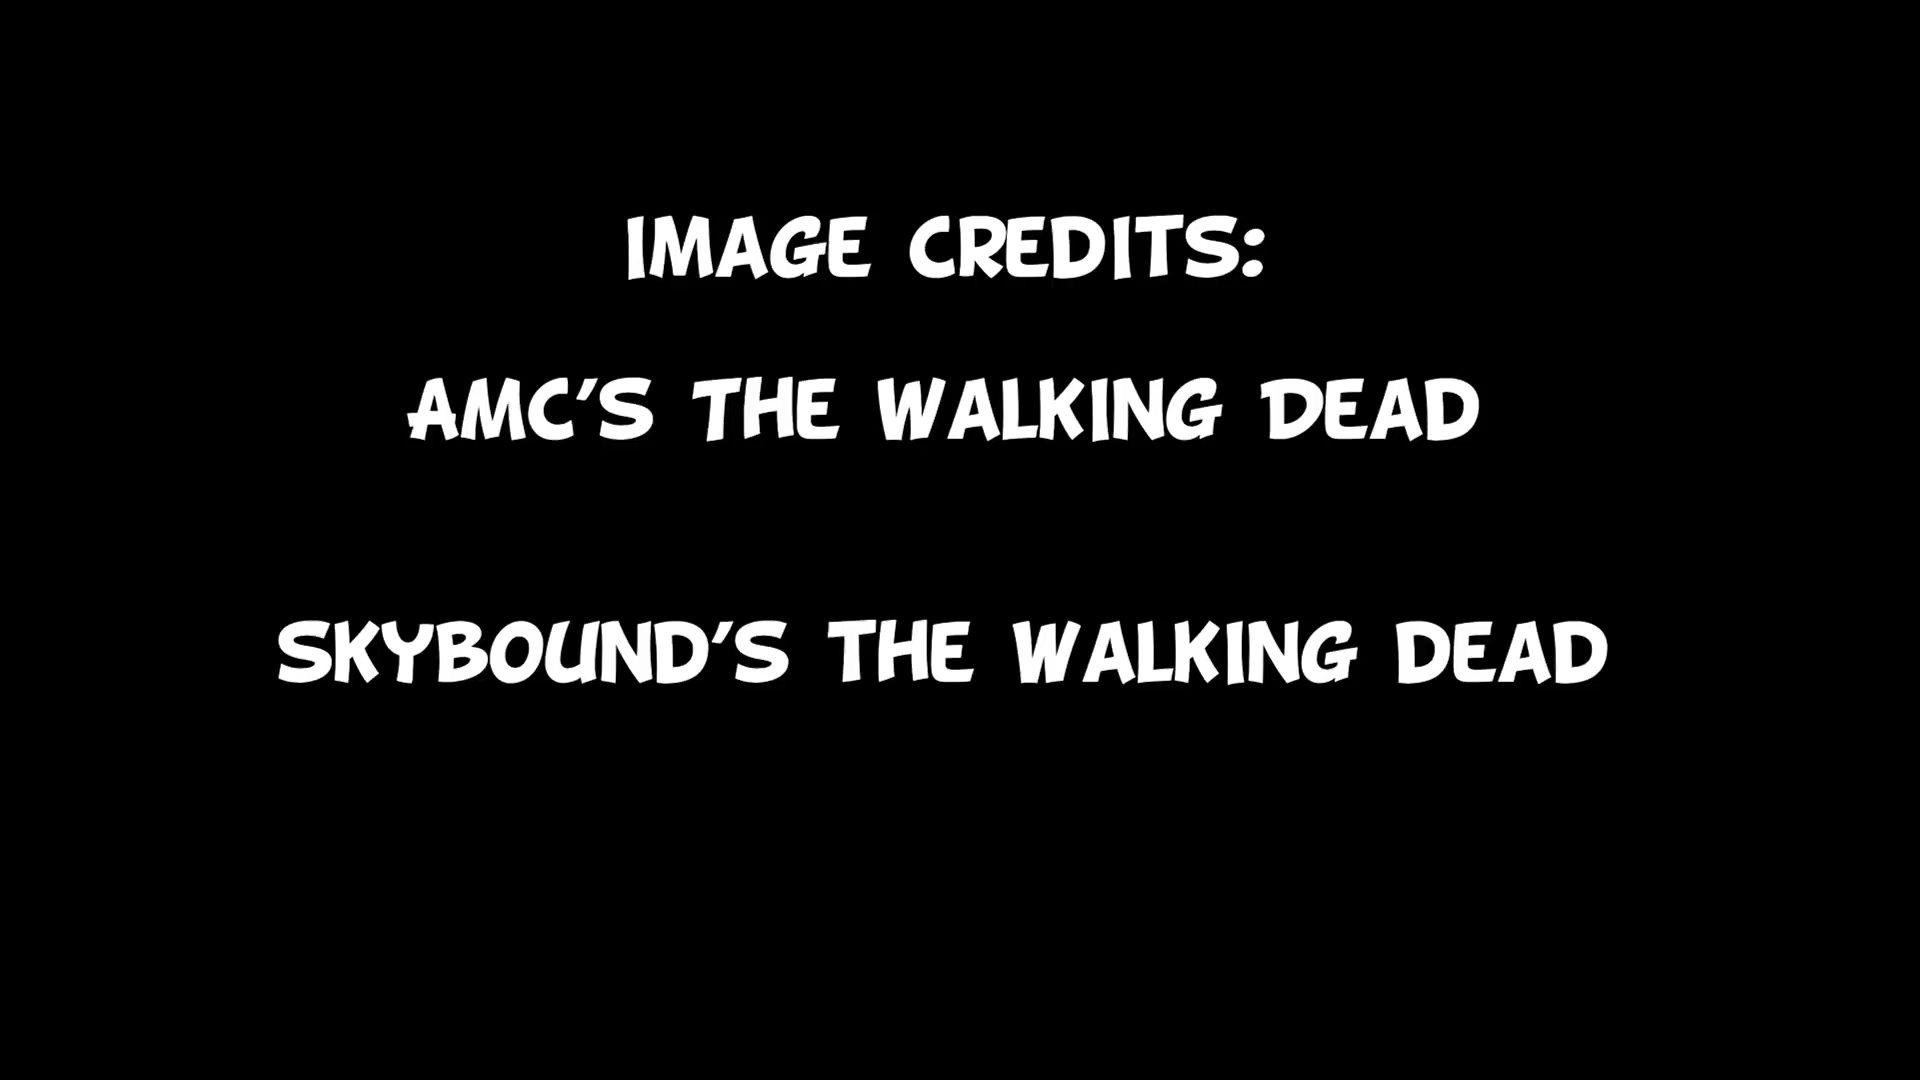 IMAGE CREDITS:
AMC'S THE WALKING DEAD
SKYBOUND'S THE WALKING DEAD